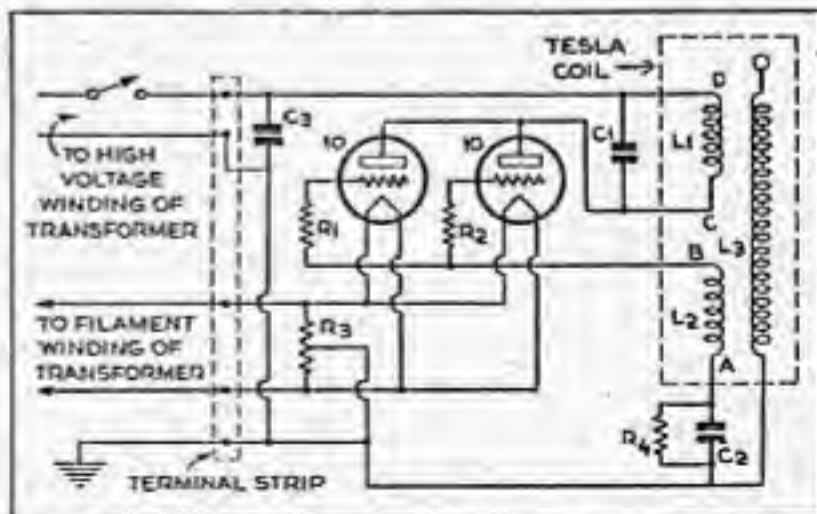 TESLA
COIL
D
C3
10
10
C1
L1
TO HIGH
VOLTAGE
WINDING OF
TRANSFORMER
R1
R2
C
B
L3
TO FILAMENT
WINDING OF
TRANSFORMER
R3
L2
A
R4
C2
TERMINAL STRIP